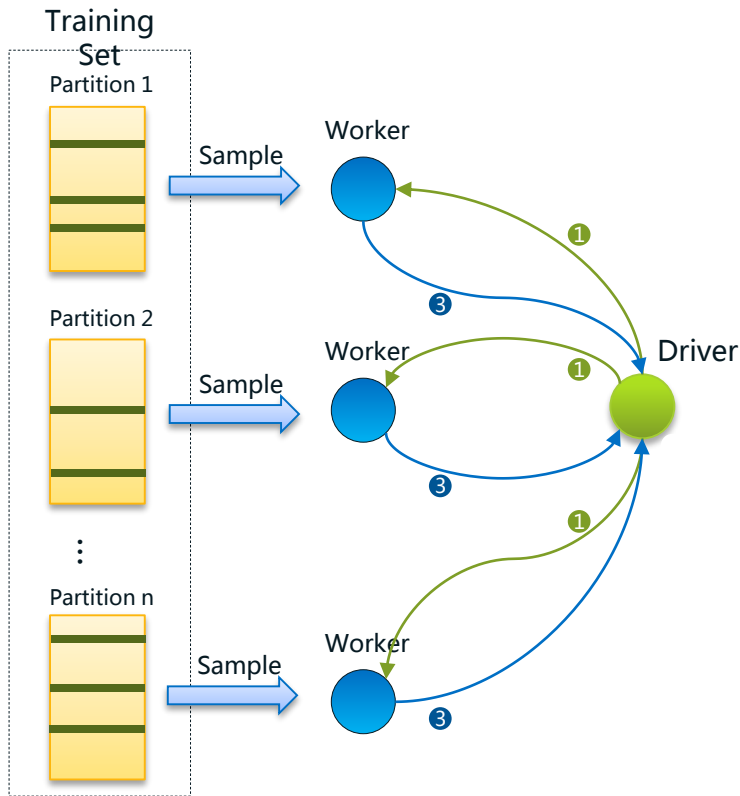 Training
Set
Partition 1
Sample
Worker
1
3
Partition 2
Sample
Worker
1
3
Driver
⋮
Partition n
Sample
Worker
1
3